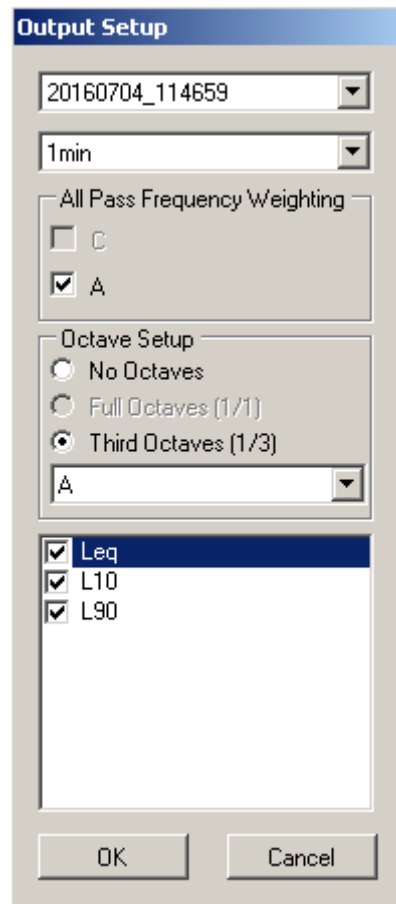 Output Setup
20160704_114659
1min
All Pass Frequency Weighting
C
A
Octave Setup
No Octaves
Full Octaves (1/1)
Third Octaves (1/3)
A
Leq
L10
L90
OK Cancel